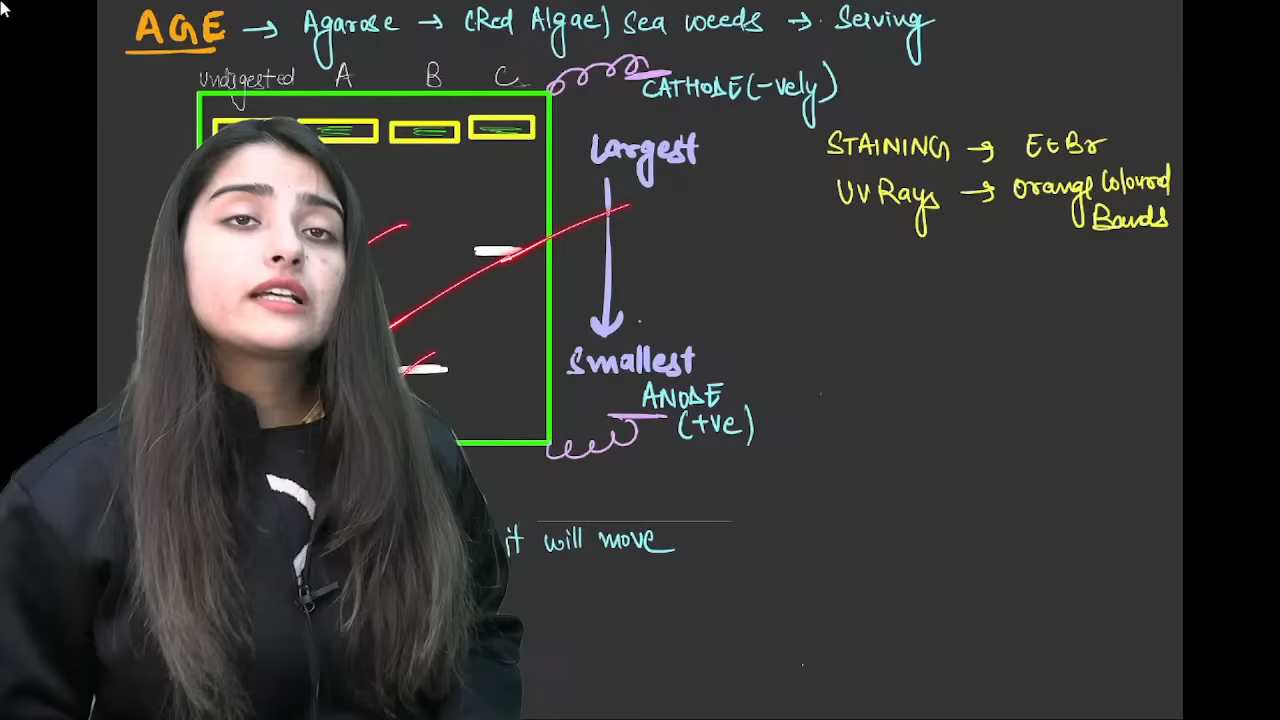 AGE → Agarose → (Red Algae) Sea weeds → Serving
undigested A B C
CATHODE (-vely)
Largest
Smallest
ANODE
(+ve)
STAINING → EtBr
UV Rays → Orange Coloured
Bands
it will move